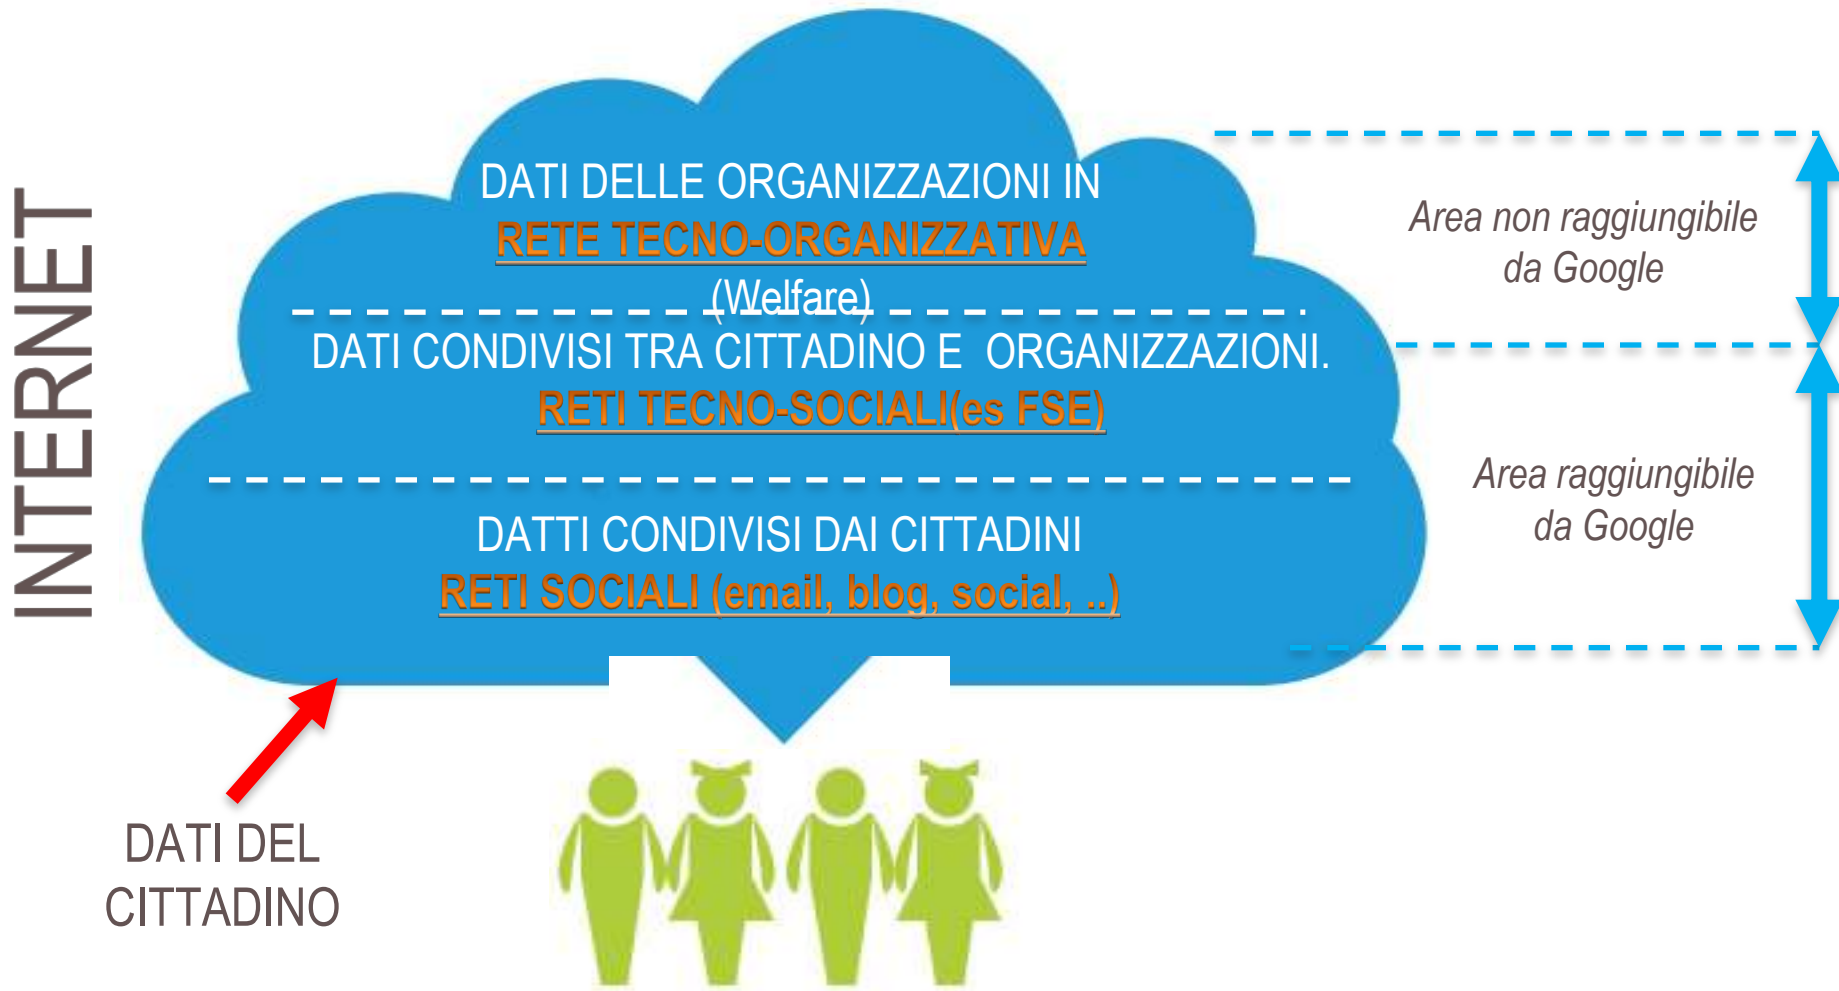 INTERNET
DATI DELLE ORGANIZZAZIONI IN
RETE TECNO-ORGANIZZATIVA
(Welfare)
DATI CONDIVISI TRA CITTADINO E ORGANIZZAZIONI.
RETI TECNO-SOCIALI(es FSE)
DATTI CONDIVISI DAI CITTADINI
RETI SOCIALI (email, blog, social, ..)
Area non raggiungibile
da Google
Area raggiungibile
da Google
DATI DEL
CITTADINO